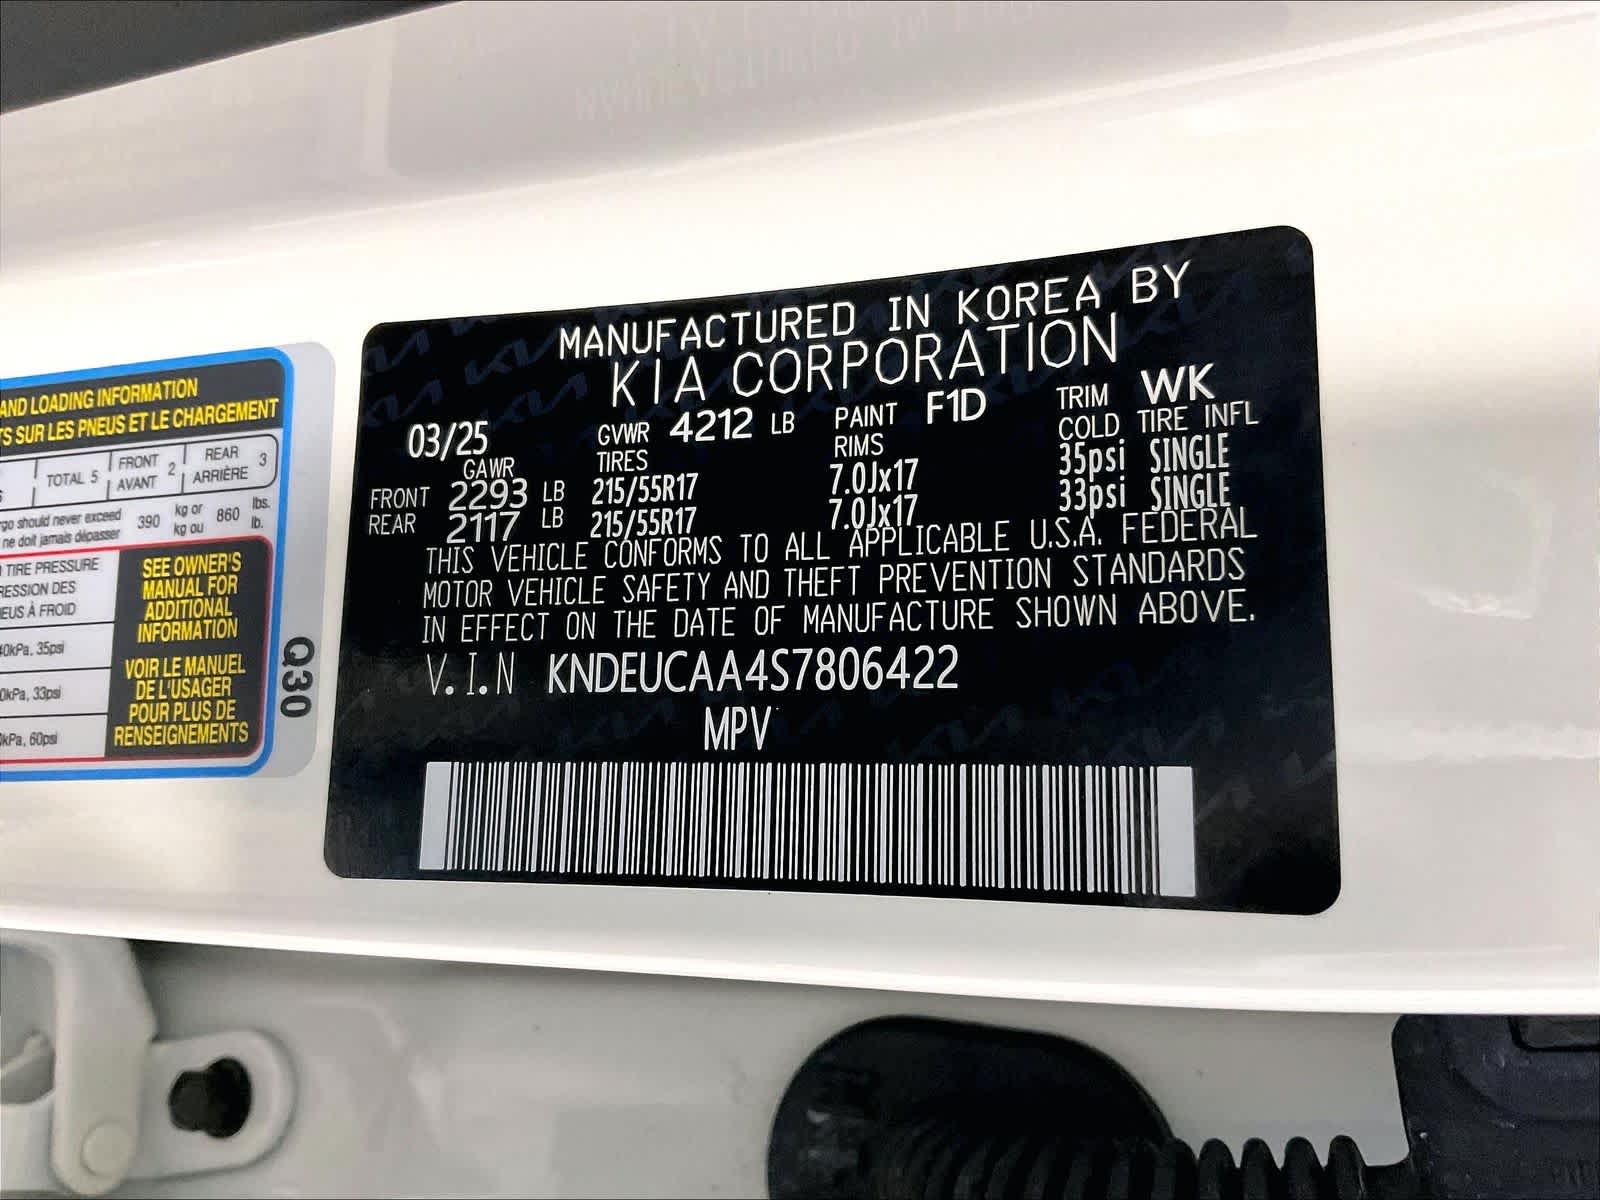 AND LOADING INFORMATION
TS SUR LES PNEUS ET LE CHARGEMENT
TOTAL 5 FRONT AVANT 2 REAR ARRIÈRE 3
rgo should never exceed
ne doit jamais dépasser
390 kg or kg ou 860 lbs. lb.
TIRE PRESSURE
RESSION DES
EUS À FROID
40kPa, 35psi
0kPa, 33psi
0kPa, 60psi
SEE OWNER'S
MANUAL FOR
ADDITIONAL
INFORMATION
VOIR LE MANUEL
DE L'USAGER
POUR PLUS DE
RENSEIGNEMENTS
Q30
MANUFACTURED IN KOREA BY
KIA CORPORATION
03/25 GVWR 4212 LB PAINT F1D TRIM WK
GAWR TIRES RIMS COLD TIRE INFL
FRONT 2293 LB 215/55R17 7.0Jx17 35psi SINGLE
REAR 2117 LB 215/55R17 7.0Jx17 33psi SINGLE
THIS VEHICLE CONFORMS TO ALL APPLICABLE U.S.A. FEDERAL
MOTOR VEHICLE SAFETY AND THEFT PREVENTION STANDARDS
IN EFFECT ON THE DATE OF MANUFACTURE SHOWN ABOVE.
V.I.N KNDEUCAA4S7806422
MPV